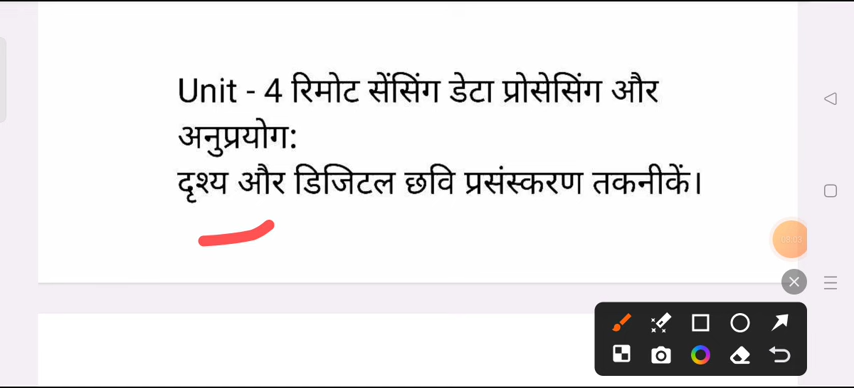 Unit - 4 रिमोट सेंसिंग डेटा प्रोसेसिंग और
अनुप्रयोग:
दृश्य और डिजिटल छवि प्रसंस्करण तकनीकें।